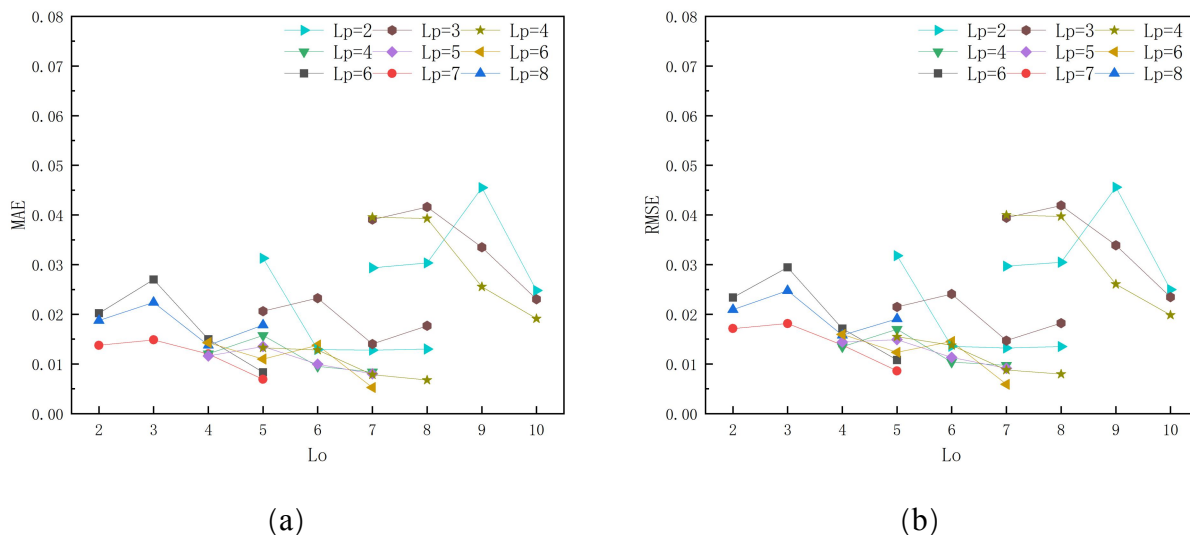 0.08
0.07
0.06
0.05
0.04
0.03
0.02
0.01
0.00
MAE
Lp=2 Lp=3 Lp=4
Lp=4 Lp=5 Lp=6
Lp=6 Lp=7 Lp=8
2 3 4 5 6 7 8 9 10
Lo
(a)
0.08
0.07
0.06
0.05
0.04
0.03
0.02
0.01
0.00
RMSE
Lp=2 Lp=3 Lp=4
Lp=4 Lp=5 Lp=6
Lp=6 Lp=7 Lp=8
2 3 4 5 6 7 8 9 10
Lo
(b)